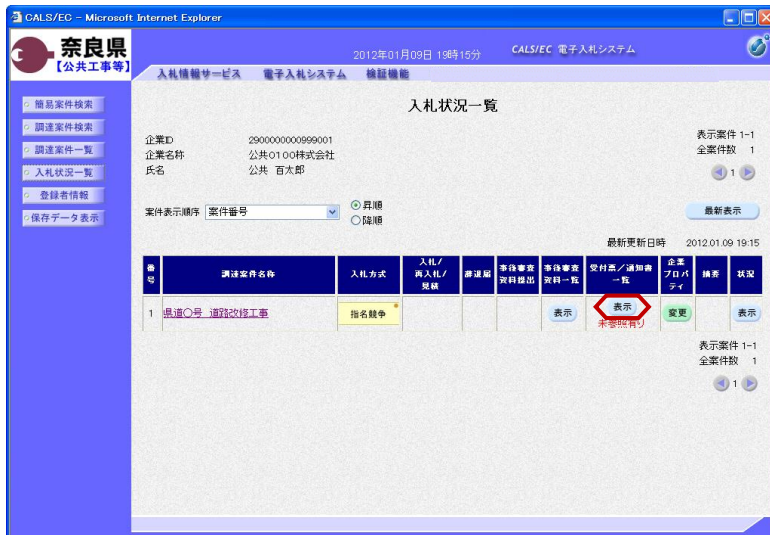 CALS/EC - Microsoft Internet Explorer
奈良県
【公共工事等】
2012年01月09日 19時15分
CALS/EC 電子入札システム
入札情報サービス 電子入札システム 検証機能
簡易案件検索
調達案件検索
調達案件一覧
入札状況一覧
登録者情報
保存データ表示
入札状況一覧
企業ID 2900000000999001
企業名称 公共0100株式会社
氏名 公共 百太郎
表示案件 1-1
全案件数 1
1
案件表示順序 案件番号
昇順
降順
最新表示
最新更新日時 2012.01.09 19:15
番号 調達案件名称 入札方式 入札/再入札/見積 辞退届 事後審査資料提出 事後審査資料一覧 受付票/通知書一覧 企業プロパティ 摘要 状況
1 県道○号 道路改修工事 指名競争 表示 表示 変更 表示
未参照有り
表示案件 1-1
全案件数 1
1